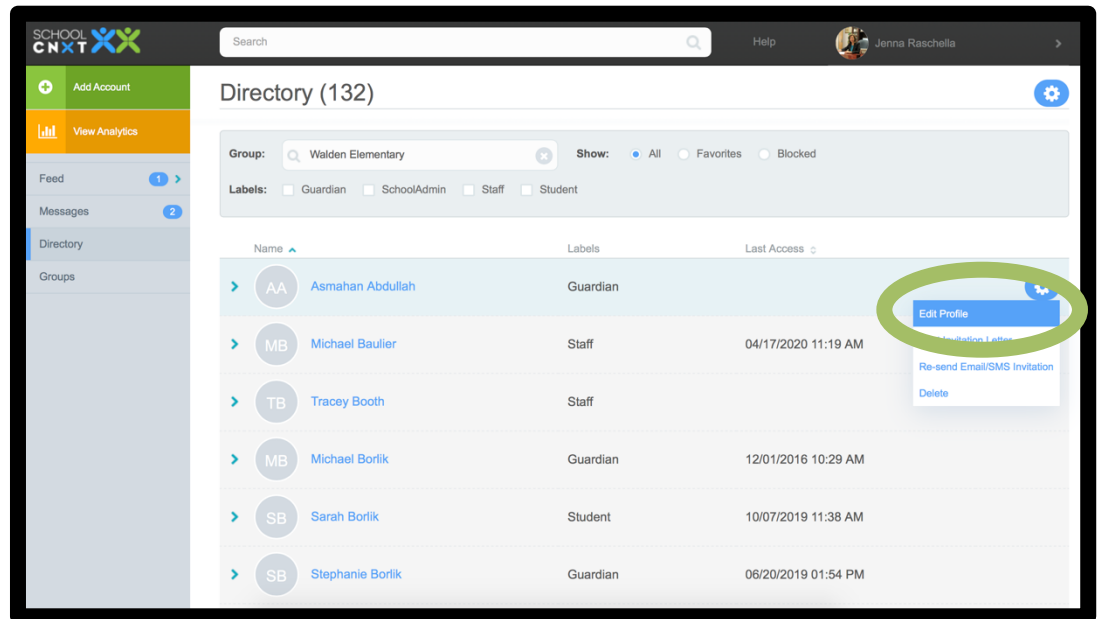 SCHOOL
CNXT
Search
Help
Jenna Raschella
Add Account
View Analytics
Feed 1
Messages 2
Directory
Groups
Directory (132)
Group: Walden Elementary Show: All Favorites Blocked
Labels: Guardian SchoolAdmin Staff Student
Name Labels Last Access
AA Asmahan Abdullah Guardian
Edit Profile
Invitation Letter
Re-send Email/SMS Invitation
Delete
MB Michael Baulier Staff 04/17/2020 11:19 AM
TB Tracey Booth Staff
MB Michael Borlik Guardian 12/01/2016 10:29 AM
SB Sarah Borlik Student 10/07/2019 11:38 AM
SB Stephanie Borlik Guardian 06/20/2019 01:54 PM